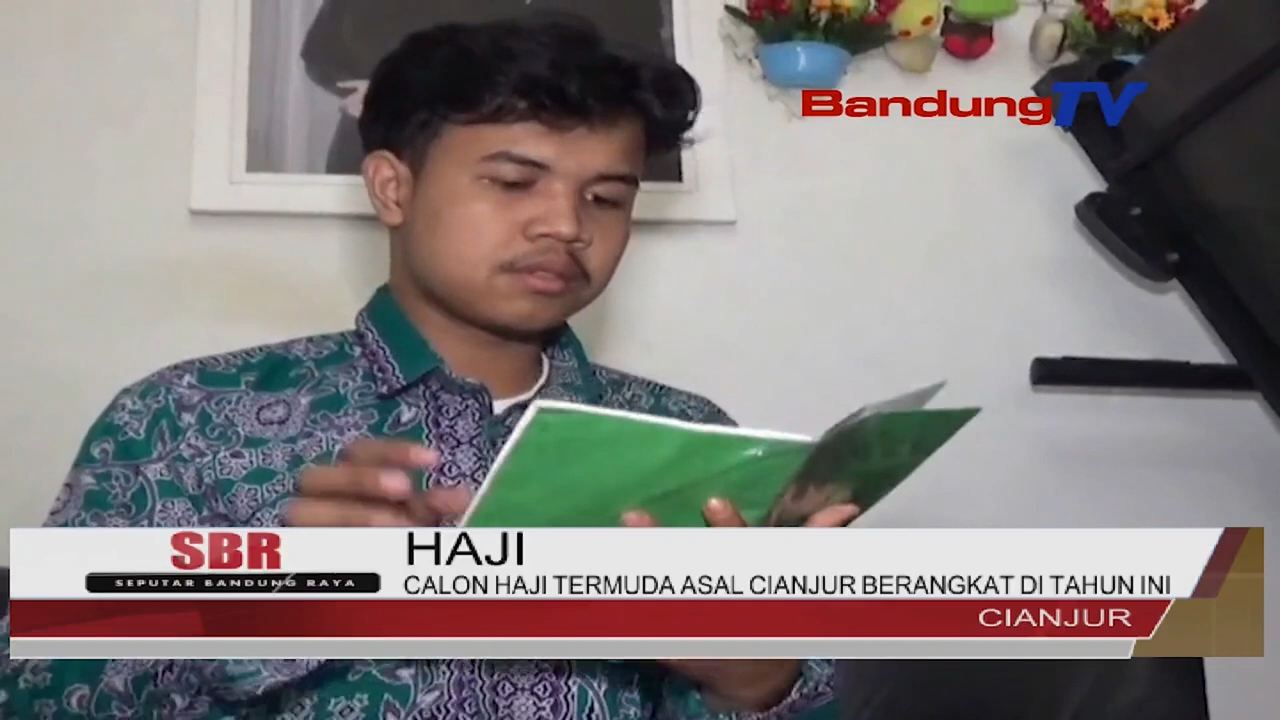 BandungTV
SBR
SEPUTAR BANDUNG RAYA
HAJI
CALON HAJI TERMUDA ASAL CIANJUR BERANGKAT DI TAHUN INI
CIANJUR